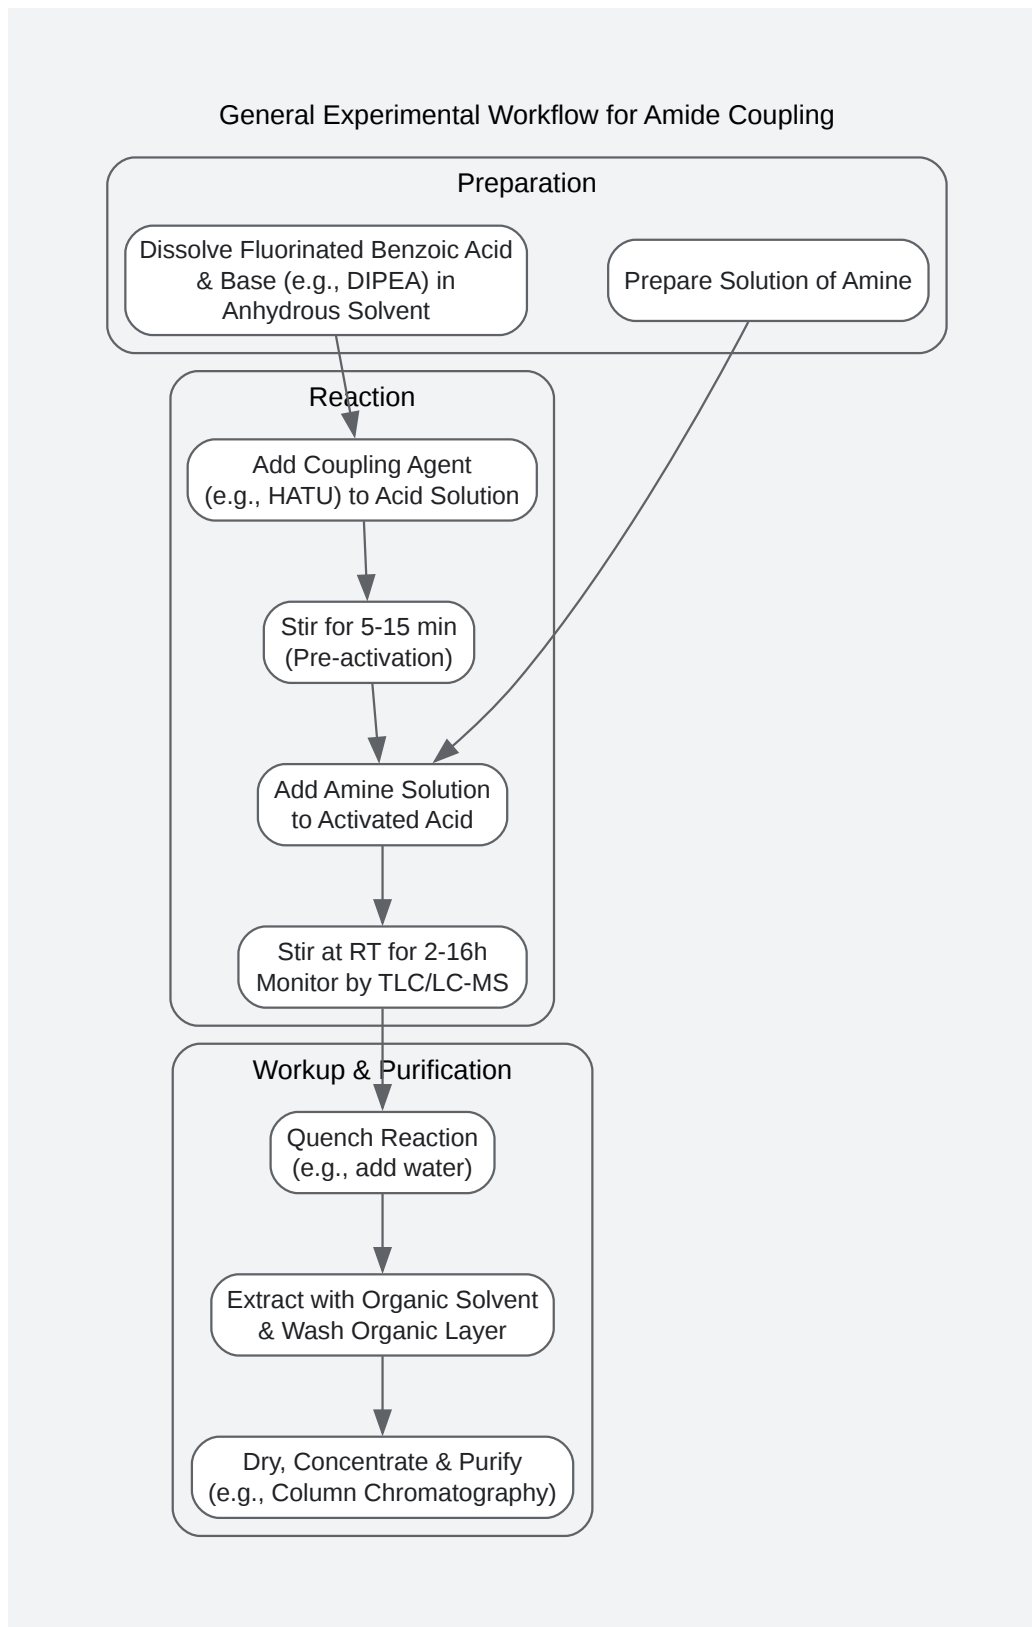 General Experimental Workflow for Amide Coupling
Preparation
Dissolve Fluorinated Benzoic Acid
& Base (e.g., DIPEA) in
Anhydrous Solvent
Prepare Solution of Amine
Reaction
Add Coupling Agent
(e.g., HATU) to Acid Solution
Stir for 5-15 min
(Pre-activation)
Add Amine Solution
to Activated Acid
Stir at RT for 2-16h
Monitor by TLC/LC-MS
Workup & Purification
Quench Reaction
(e.g., add water)
Extract with Organic Solvent
& Wash Organic Layer
Dry, Concentrate & Purify
(e.g., Column Chromatography)